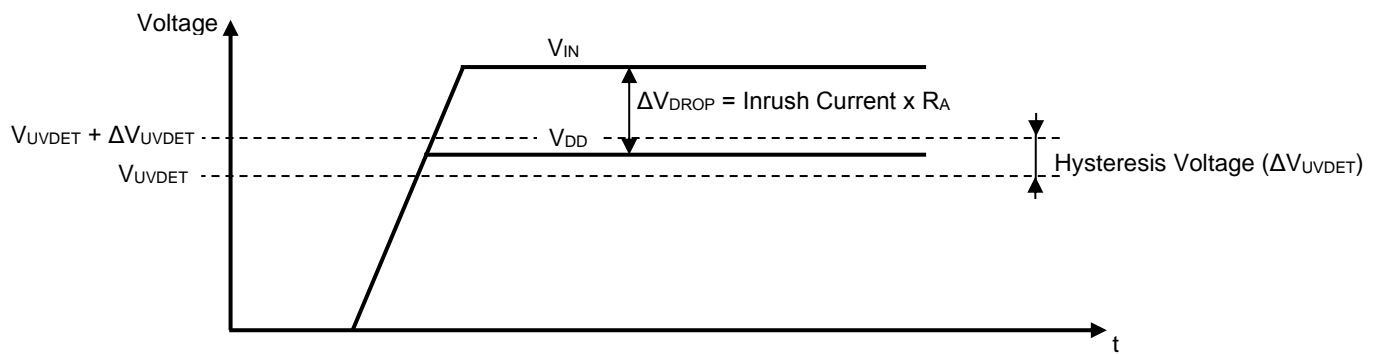 Voltage
VIN
ΔVDROP = Inrush Current x RA
VUVDET + ΔVUVDET
VDD
VUVDET
Hysteresis Voltage (ΔVUVDET)
t